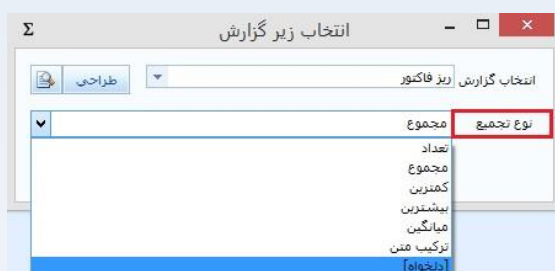 انتخاب زیر گزارش Σ
انتخاب گزارش ریز فاکتور طراحی
نوع تجمیع مجموع
تعداد
مجموع
کمترین
بیشترین
میانگین
ترکیب متن
[دلخواه]